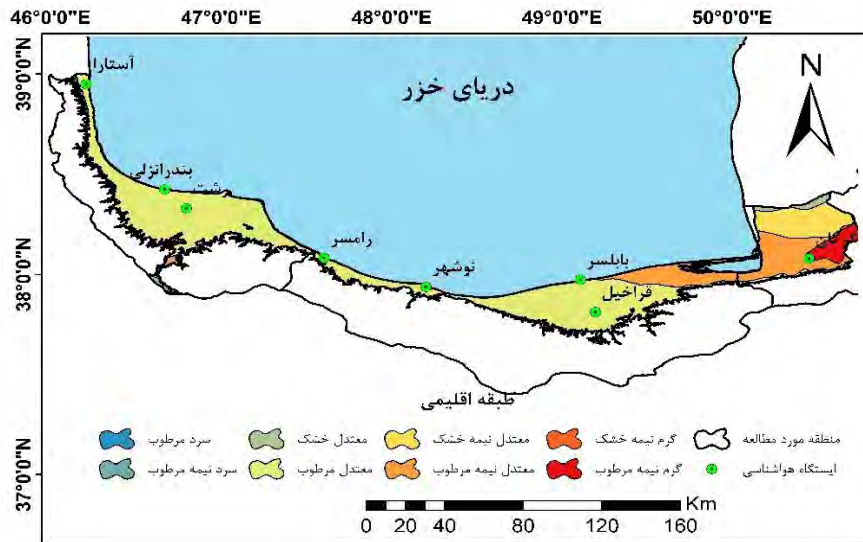 46°0'0"E 47°0'0"E 48°0'0"E 49°0'0"E 50°0'0"E
39°0'0"N
38°0'0"N
37°0'0"N
آستارا
دریای خزر
N
بندرانزلی
رشت
رامسر
نوشهر
بابلسر
قراخیل
طبقه اقلیمی
منطقه مورد مطالعه
گرم نیمه خشک
معتدل نیمه خشک
معتدل خشک
سرد مرطوب
ایستگاه هواشناسی
گرم نیمه مرطوب
معتدل نیمه مرطوب
معتدل مرطوب
سرد نیمه مرطوب
Km
0 20 40 80 120 160